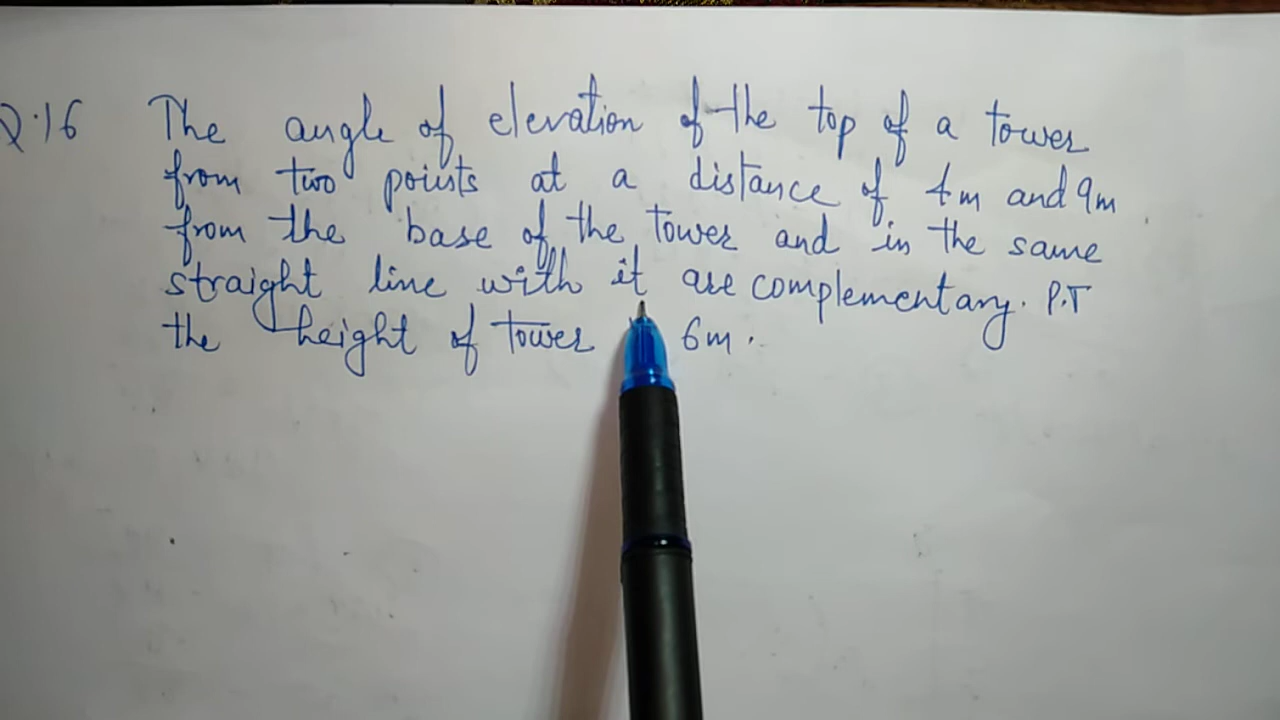 Q.16 The angle of elevation of the top of a tower
from two points at a distance of 4m and 9m
from the base of the tower and in the same
straight line with it are complementary. P.T
the height of tower 6m.